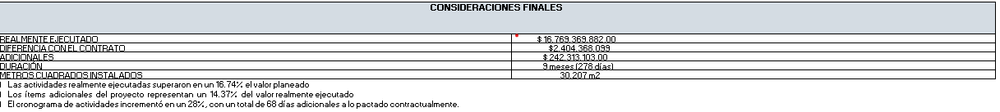 CONSIDERACIONES FINALES
REALMENTE EJECUTADO $ 16.769.369.882,00
DIFERENCIA CON EL CONTRATO $2.404.368.099
ADICIONALES $ 242.313.103,00
DURACIÓN 9 meses (278 días)
METROS CUADRADOS INSTALADOS 30.207 m2
Las actividades realmente ejecutadas superaron en un 16.74% el valor planeado
Los ítems adicionales del proyecto representan un 14.37% del valor realmente ejecutado
El cronograma de actividades incrementó en un 28%, con un total de 68 días adicionales a lo pactado contractualmente.